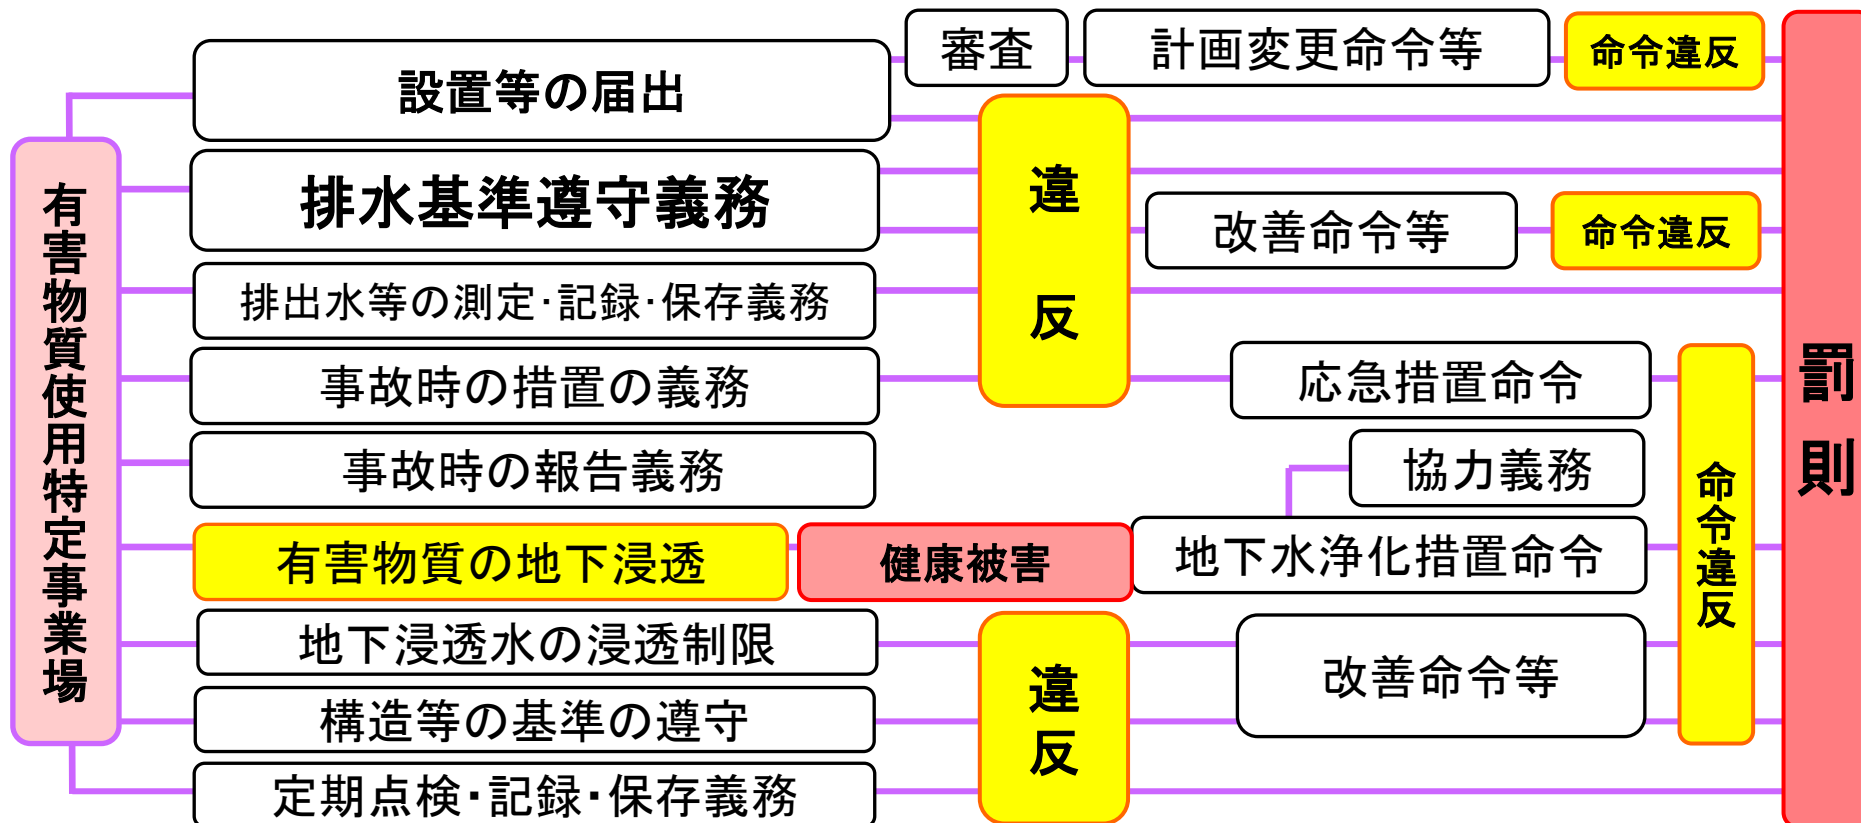 有害物質使用特定事業場
設置等の届出
審査
計画変更命令等
命令違反
排水基準遵守義務
違反
改善命令等
命令違反
排出水等の測定・記録・保存義務
事故時の措置の義務
応急措置命令
事故時の報告義務
協力義務
有害物質の地下浸透
健康被害
地下水浄化措置命令
命令違反
地下浸透水の浸透制限
違反
改善命令等
構造等の基準の遵守
定期点検・記録・保存義務
罰則